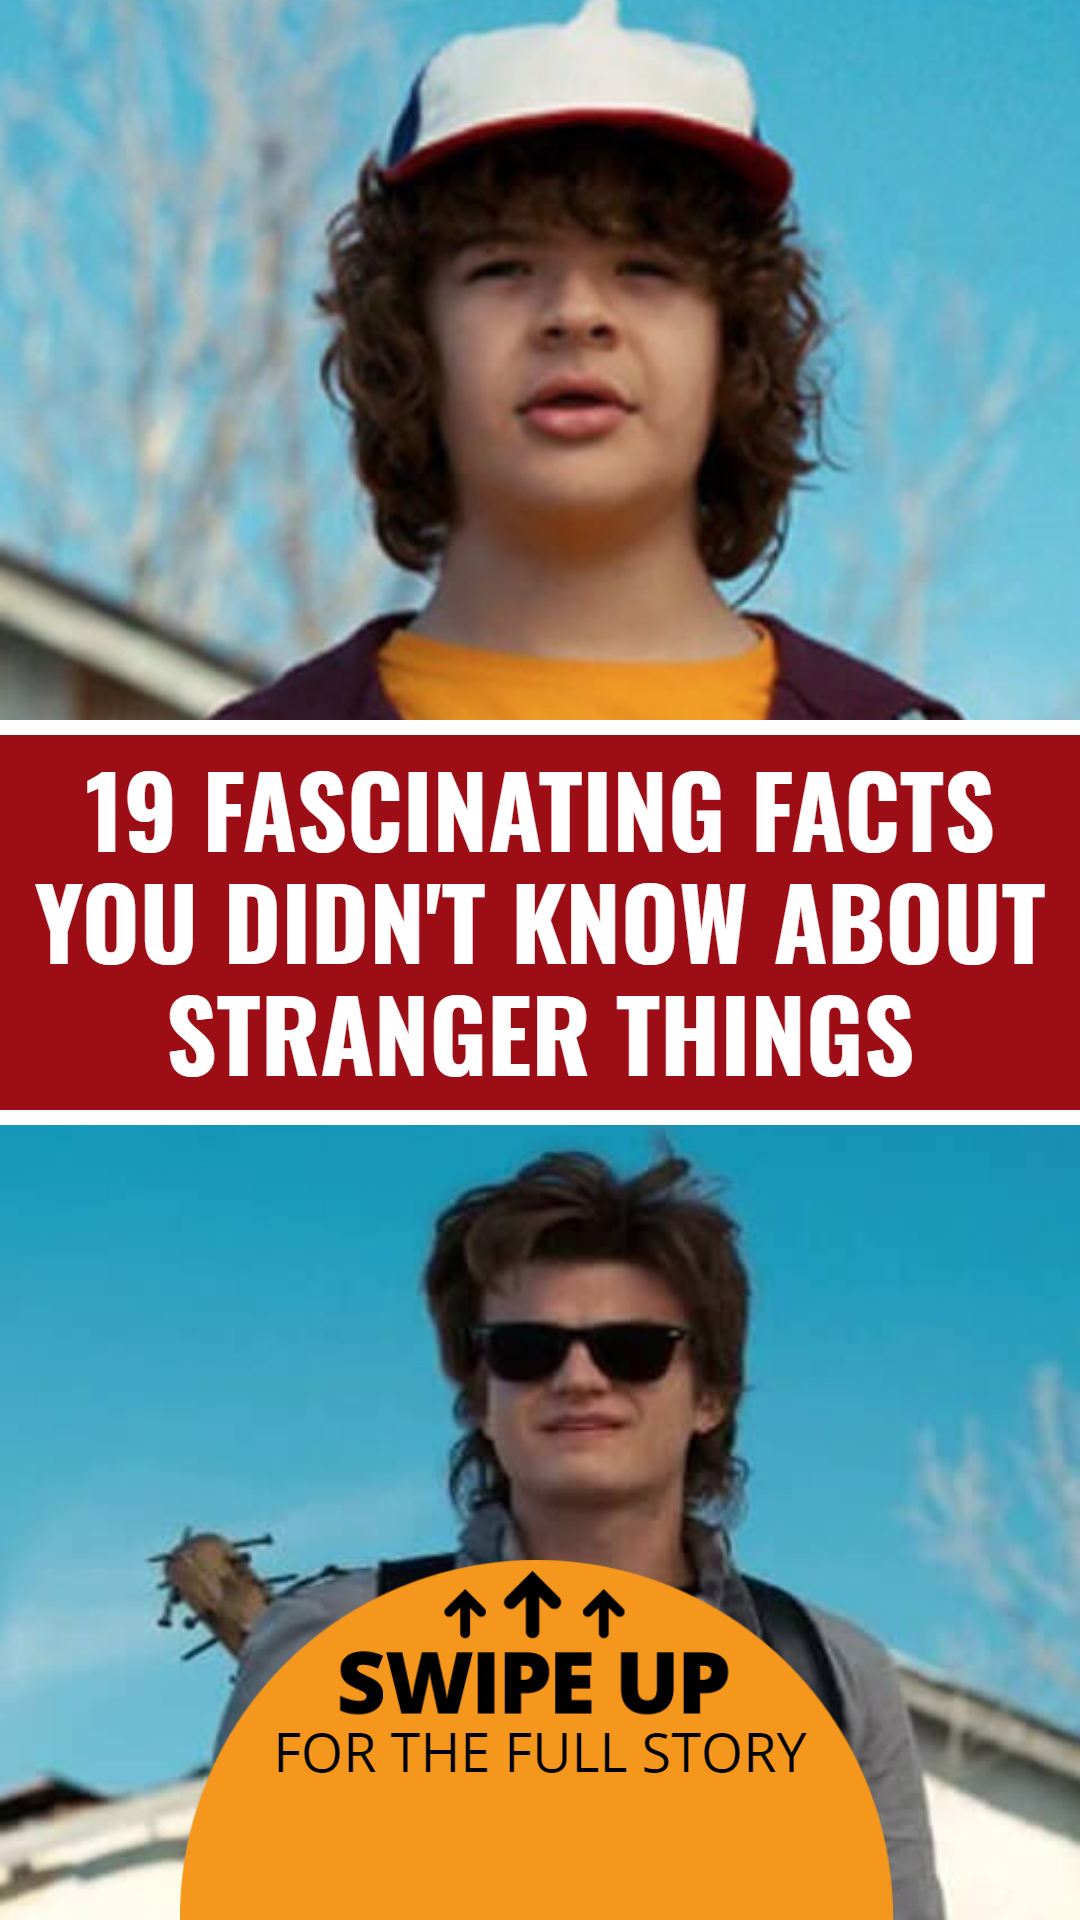 19 FASCINATING FACTS
YOU DIDN'T KNOW ABOUT
STRANGER THINGS
SWIPE UP
FOR THE FULL STORY